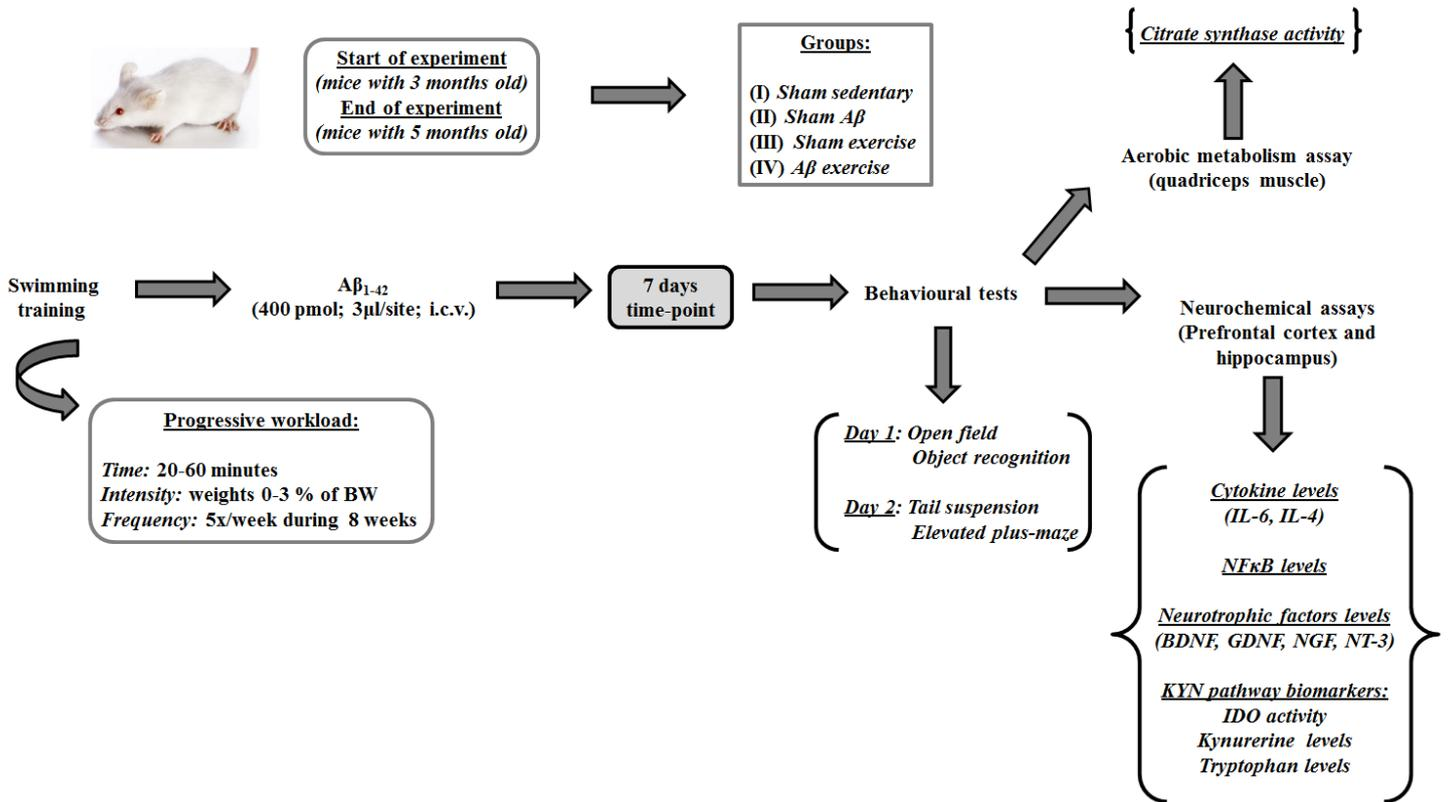 Start of experiment
(mice with 3 months old)
End of experiment
(mice with 5 months old)
Groups:
(I) Sham sedentary
(II) Sham Aβ
(III) Sham exercise
(IV) Aβ exercise
Citrate synthase activity
Aerobic metabolism assay
(quadriceps muscle)
Swimming
training
Aβ₁₋₄₂
(400 pmol; 3μl/site; i.c.v.)
7 days
time-point
Behavioural tests
Neurochemical assays
(Prefrontal cortex and
hippocampus)
Progressive workload:
Time: 20-60 minutes
Intensity: weights 0-3 % of BW
Frequency: 5x/week during 8 weeks
Day 1: Open field
Object recognition
Day 2: Tail suspension
Elevated plus-maze
Cytokine levels
(IL-6, IL-4)
NFκB levels
Neurotrophic factors levels
(BDNF, GDNF, NGF, NT-3)
KYN pathway biomarkers:
IDO activity
Kynurerine levels
Tryptophan levels